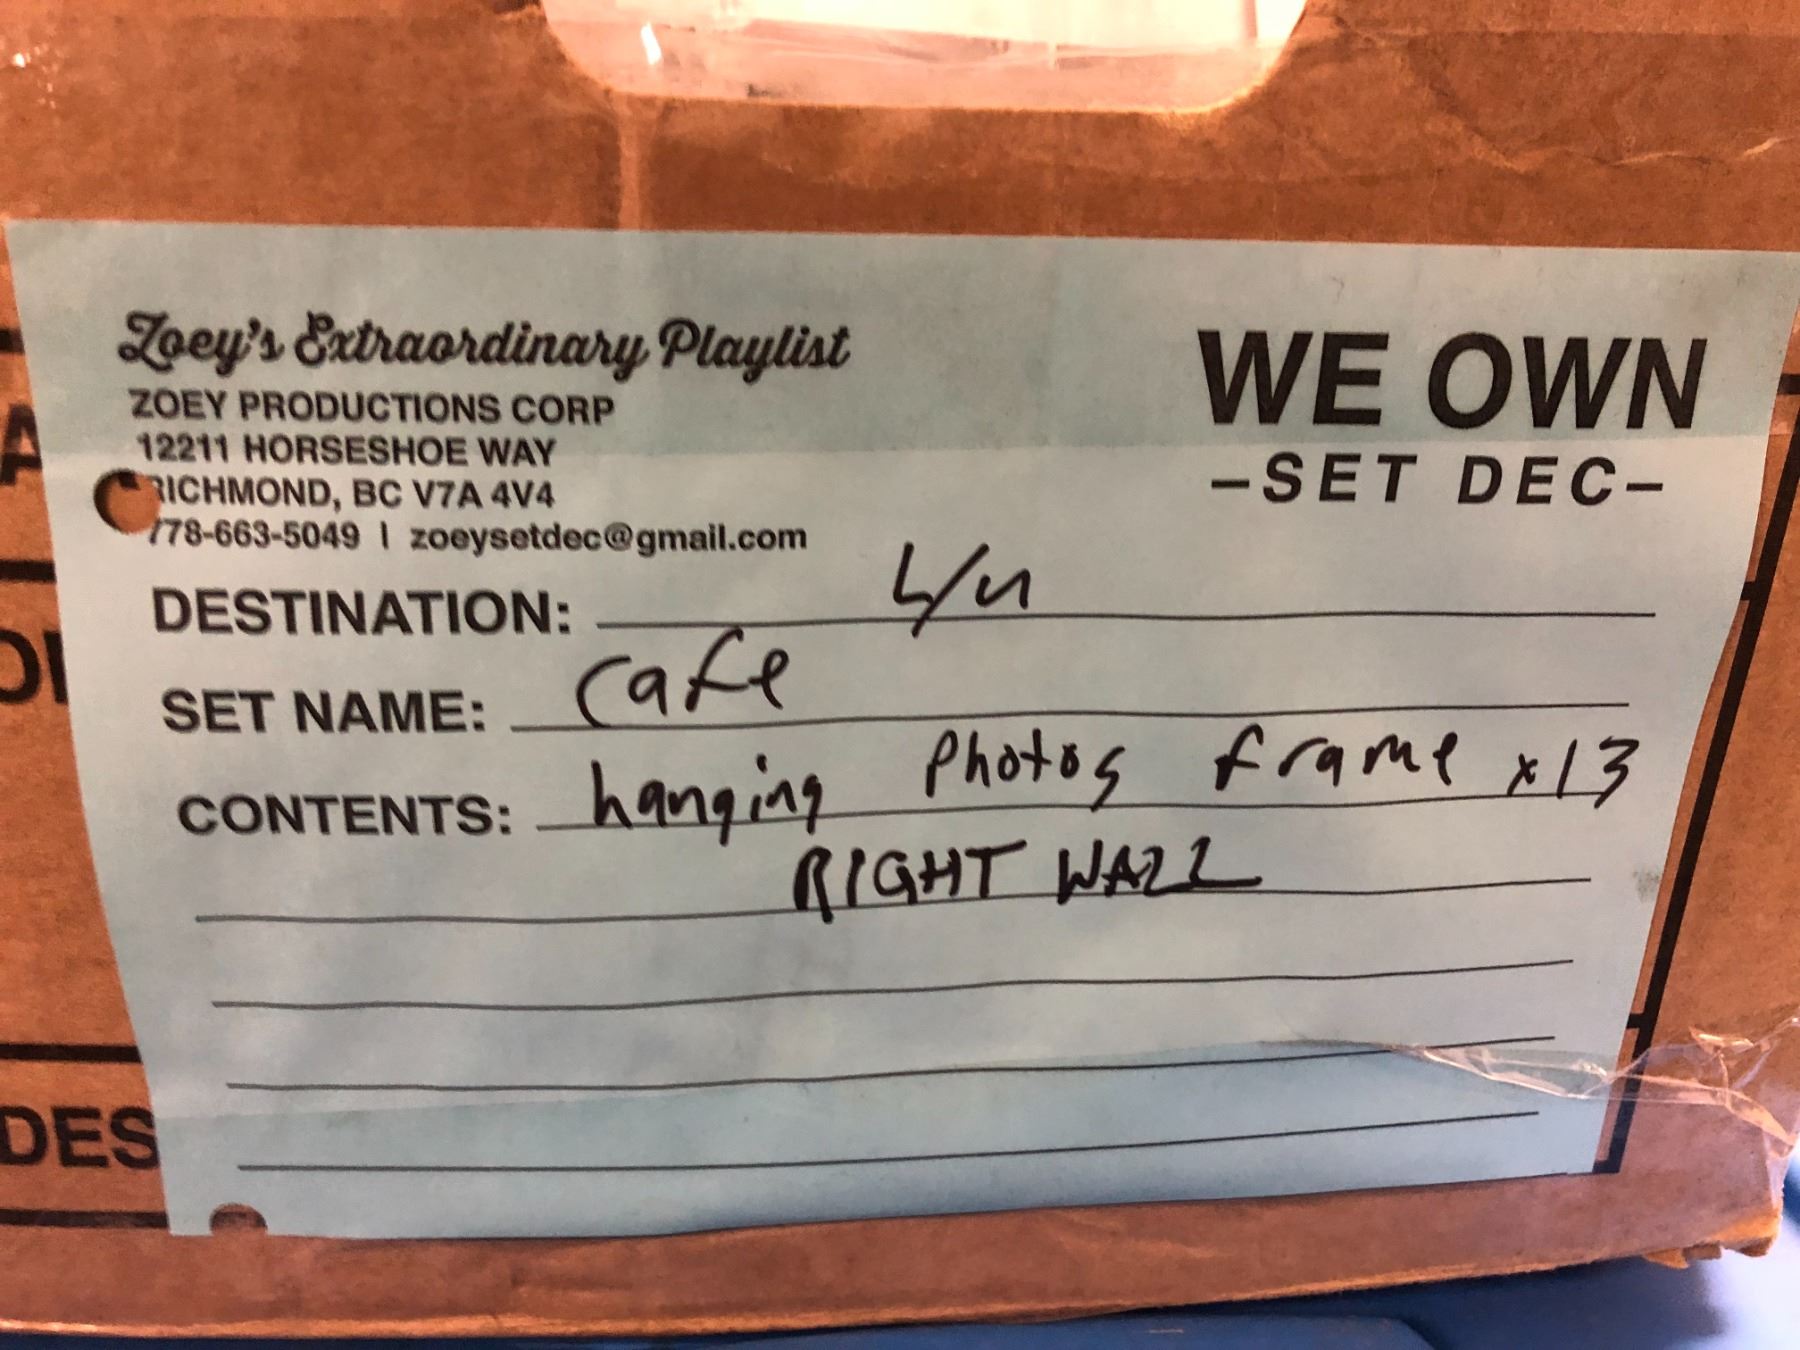 Zoey's Extraordinary Playlist
ZOEY PRODUCTIONS CORP
12211 HORSESHOE WAY
RICHMOND, BC V7A 4V4
778-663-5049 | zoeysetdec@gmail.com
WE OWN
-SET DEC-
DESTINATION:
SET NAME: cafe
CONTENTS: hanging Photos frame x13
RIGHT WALL
DES